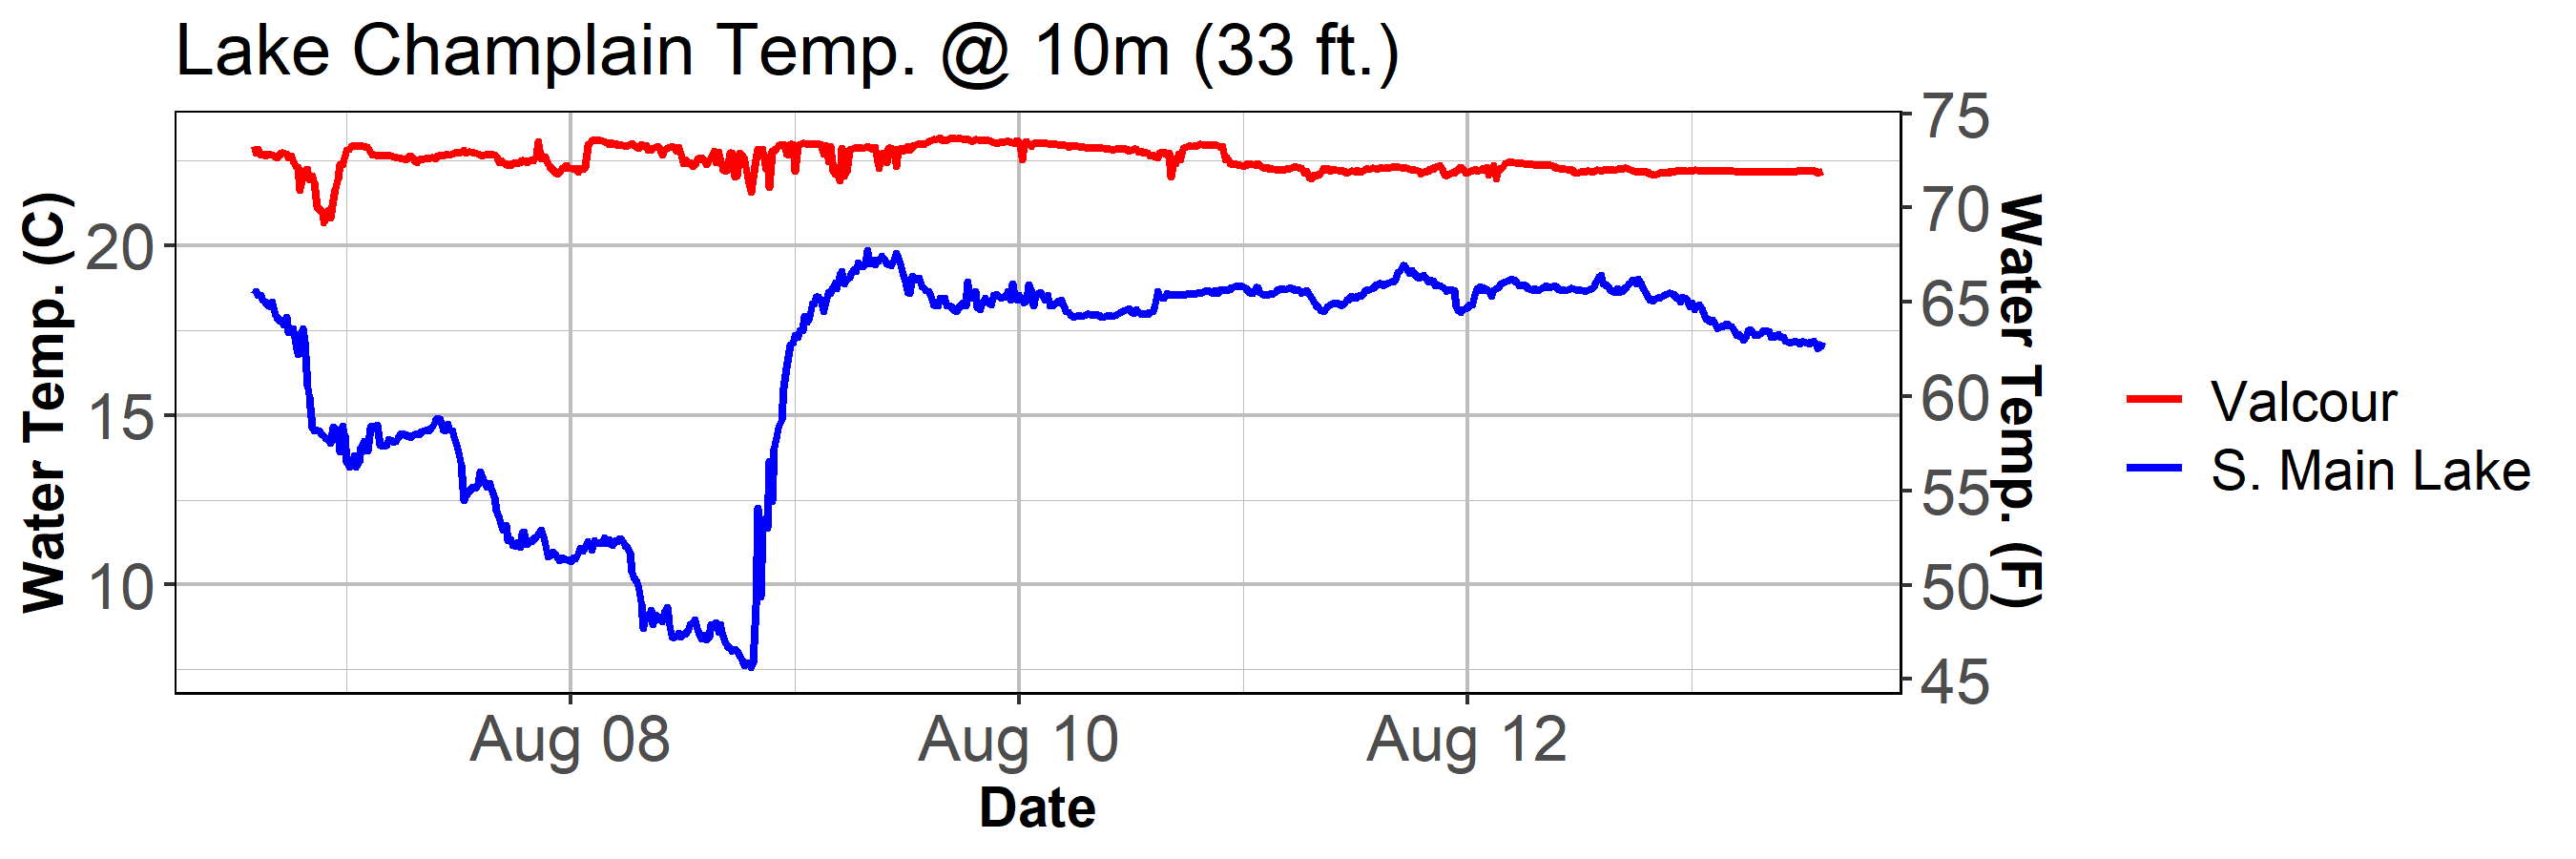 Lake Champlain Temp. @ 10m (33 ft.)
Water Temp. (C)
20
15
10
75
70
65
60
55
50
45
Water Temp. (F)
Aug 08
Aug 10
Aug 12
Date
Valcour
S. Main Lake